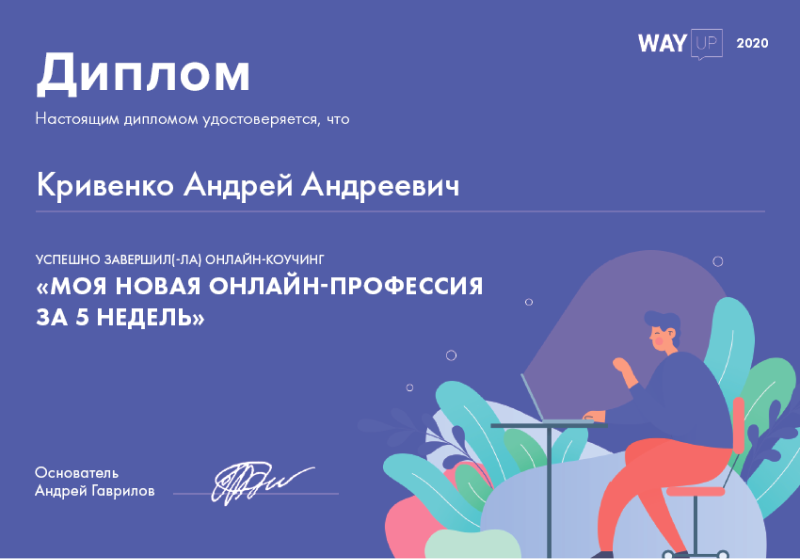 WAY UP 2020
Диплом
Настоящим дипломом удостоверяется, что
Кривенко Андрей Андреевич
УСПЕШНО ЗАВЕРШИЛ(-ЛА) ОНЛАЙН-КОУЧИНГ
«МОЯ НОВАЯ ОНЛАЙН-ПРОФЕССИЯ
ЗА 5 НЕДЕЛЬ»
Основатель
Андрей Гаврилов